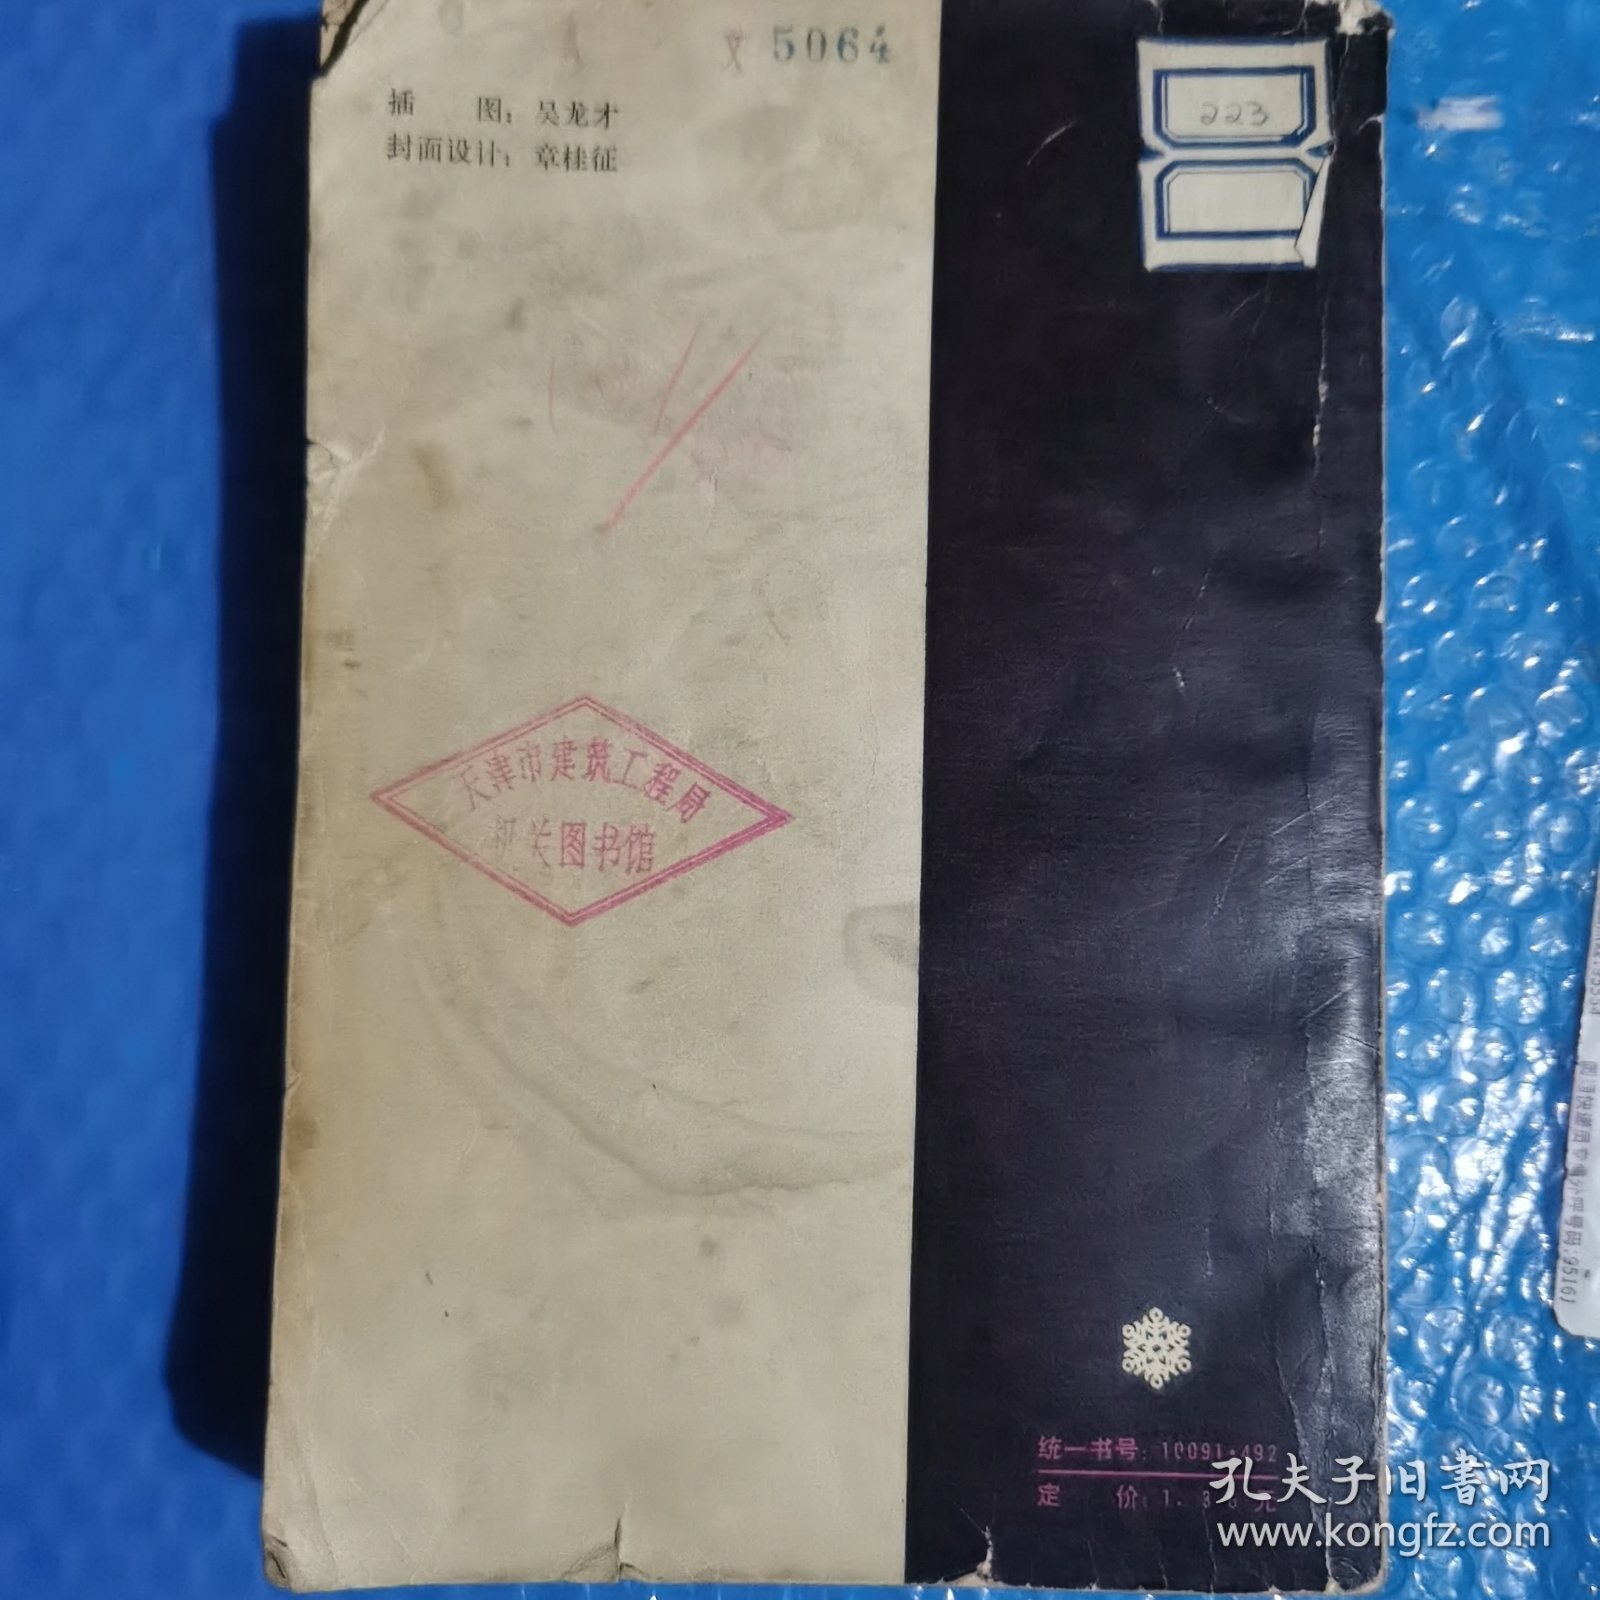 文 5064
插 图：吴龙才
封面设计：章桂征
223
天津市建筑工程局
机关图书馆
统一书号：10091·492
定 价：1. 元
孔夫子旧书网
www.kongfz.com
95161